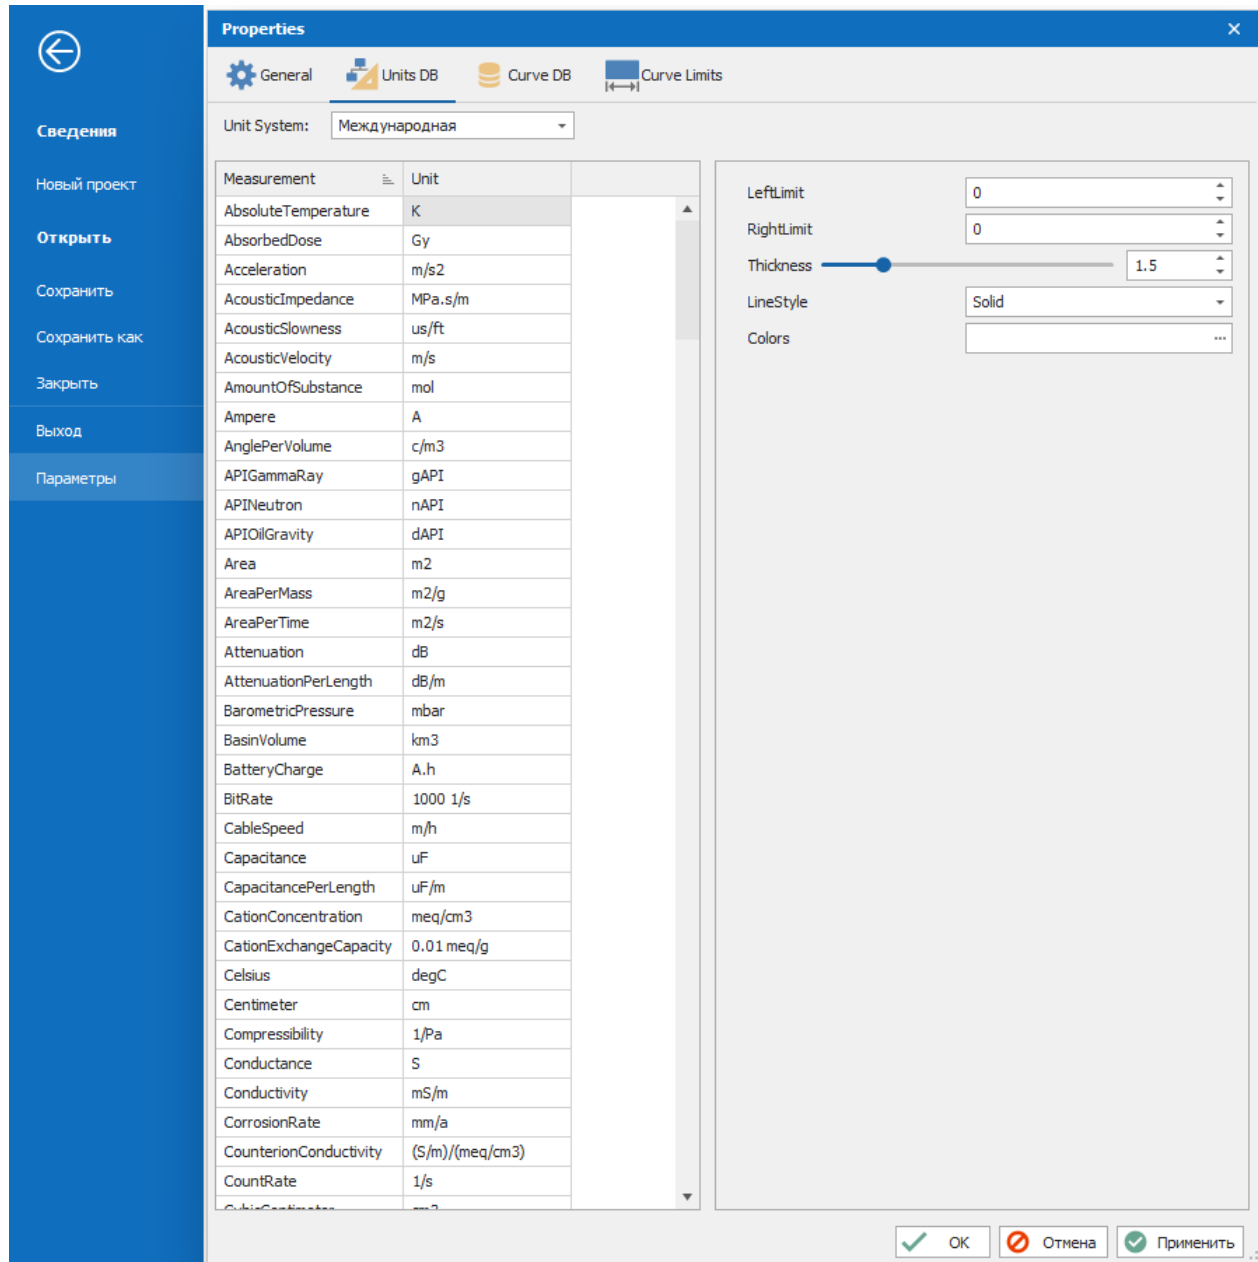 Properties
General Units DB Curve DB Curve Limits
Сведения
Новый проект
Открыть
Сохранить
Сохранить как
Закрыть
Выход
Параметры
Unit System: Международная
Measurement Unit
AbsoluteTemperature K
AbsorbedDose Gy
Acceleration m/s2
AcousticImpedance MPa.s/m
AcousticSlowness us/ft
AcousticVelocity m/s
AmountOfSubstance mol
Ampere A
AnglePerVolume c/m3
APIGammaRay gAPI
APINeutron nAPI
APIOilGravity dAPI
Area m2
AreaPerMass m2/g
AreaPerTime m2/s
Attenuation dB
AttenuationPerLength dB/m
BarometricPressure mbar
BasinVolume km3
BatteryCharge A.h
BitRate 1000 1/s
CableSpeed m/h
Capacitance uF
CapacitancePerLength uF/m
CationConcentration meq/cm3
CationExchangeCapacity 0.01 meq/g
Celsius degC
Centimeter cm
Compressibility 1/Pa
Conductance S
Conductivity mS/m
CorrosionRate mm/a
CounterionConductivity (S/m)/(meq/cm3)
CountRate 1/s
CubicCentimeter cm3
LeftLimit 0
RightLimit 0
Thickness 1.5
LineStyle Solid
Colors ...
OK Отмена Применить